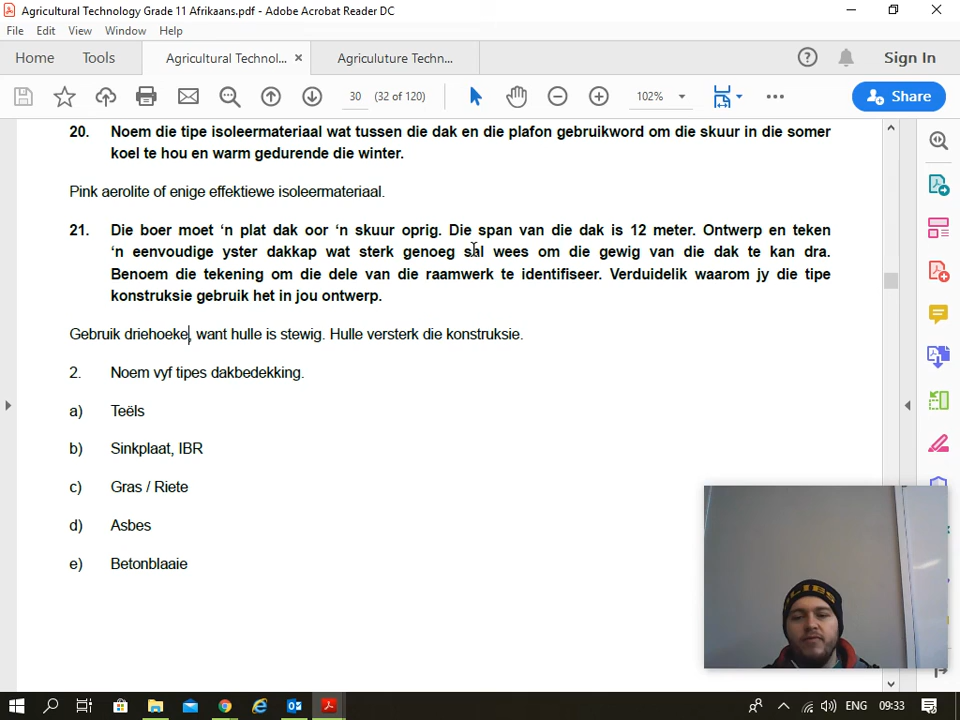 Agricultural Technology Grade 11 Afrikaans.pdf - Adobe Acrobat Reader DC
File Edit View Window Help
Home Tools Agricultural Technol... Agriculuture Techn... Sign In
30 (32 of 120) 102% Share
20. Noem die tipe isoleermateriaal wat tussen die dak en die plafon gebruikword om die skuur in die somer
koel te hou en warm gedurende die winter.
Pink aerolite of enige effektiewe isoleermateriaal.
21. Die boer moet ‘n plat dak oor ‘n skuur oprig. Die span van die dak is 12 meter. Ontwerp en teken
‘n eenvoudige yster dakkap wat sterk genoeg sal wees om die gewig van die dak te kan dra.
Benoem die tekening om die dele van die raamwerk te identifiseer. Verduidelik waarom jy die tipe
konstruksie gebruik het in jou ontwerp.
Gebruik driehoeke, want hulle is stewig. Hulle versterk die konstruksie.
2. Noem vyf tipes dakbedekking.
a) Teëls
b) Sinkplaat, IBR
c) Gras / Riete
d) Asbes
e) Betonblaaie
ENG 09:33